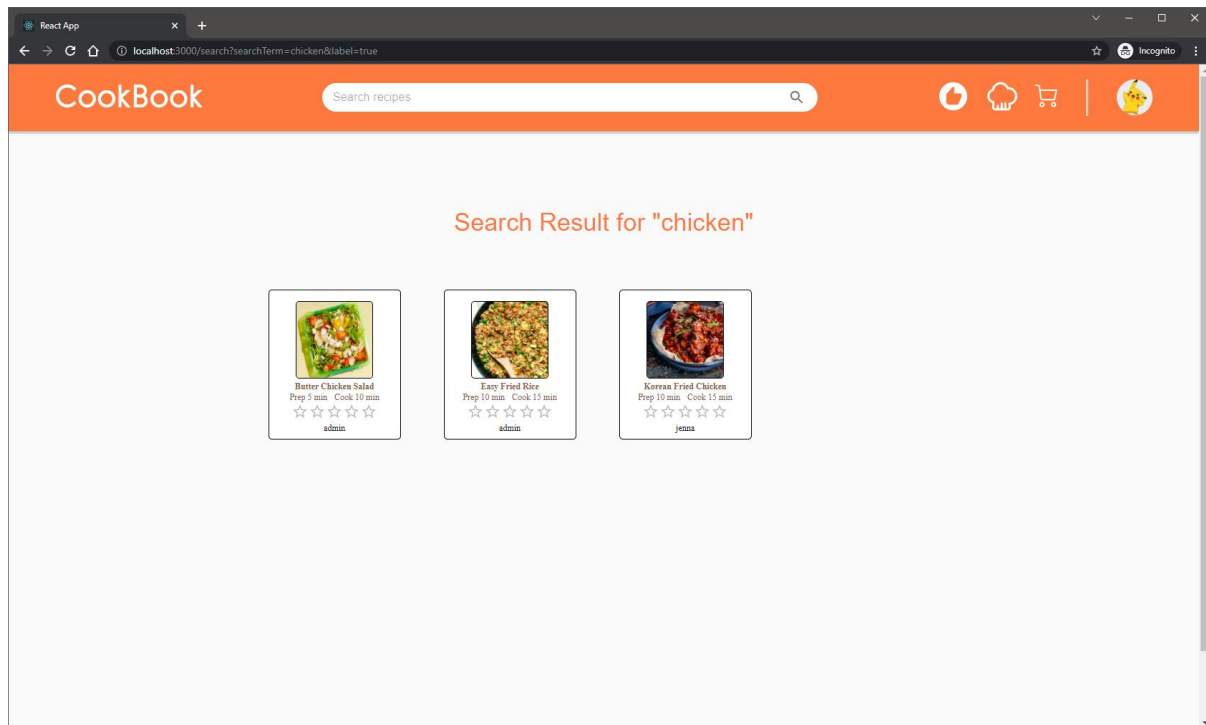 React App
localhost:3000/search?searchTerm=chicken&label=true
Incognito
CookBook
Search recipes
Search Result for "chicken"
Butter Chicken Salad
Prep 5 min Cook 10 min
admin
Easy Fried Rice
Prep 10 min Cook 15 min
admin
Korean Fried Chicken
Prep 10 min Cook 15 min
jenna